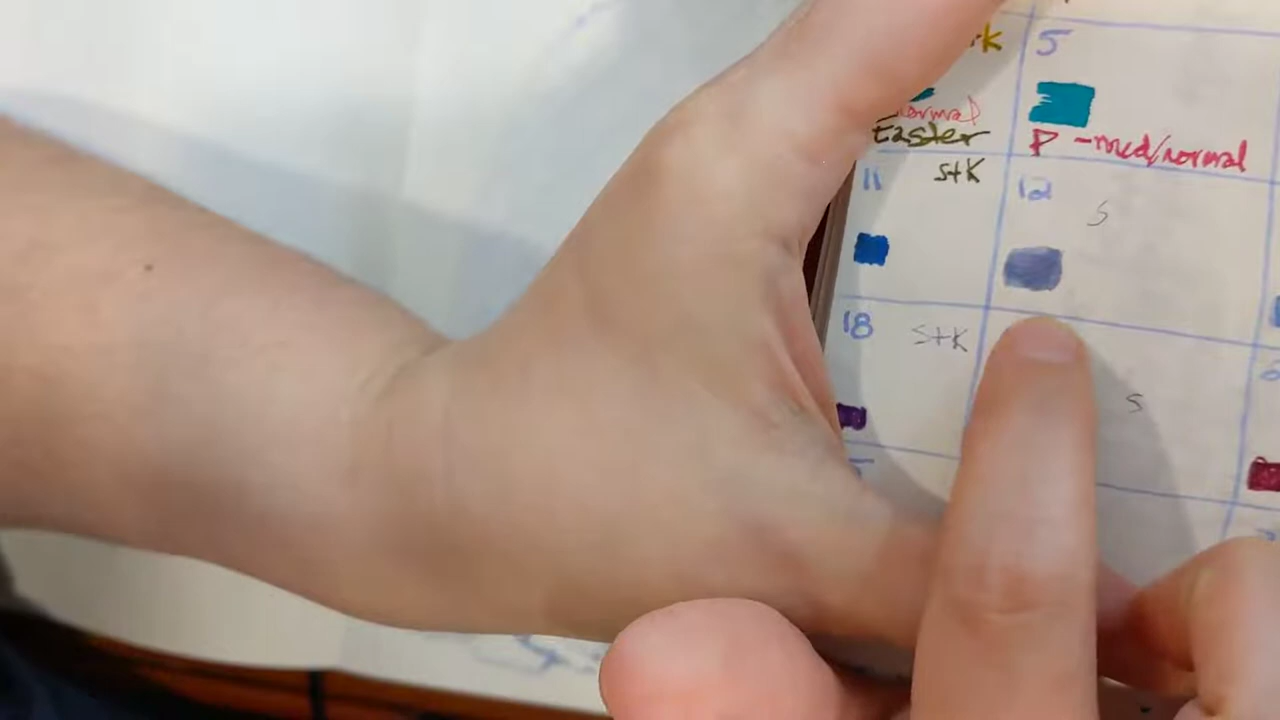 K 5
normal
Easter P -med/normal
11 S+K 12 S
18 S+K S